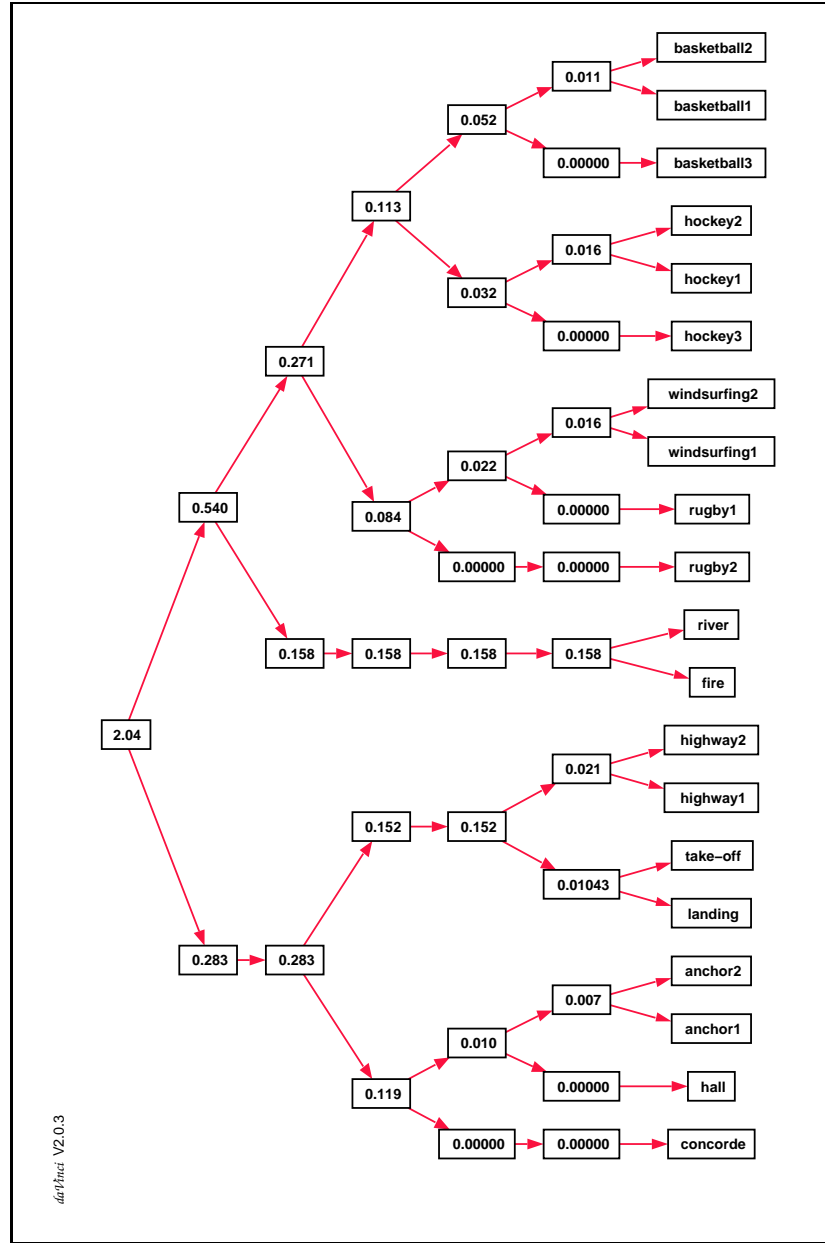 basketball2
0.011
basketball1
0.052
0.00000
basketball3
0.113
hockey2
0.016
hockey1
0.032
0.00000
hockey3
0.271
windsurfing2
0.016
windsurfing1
0.022
0.540
0.084
0.00000
rugby1
0.00000
0.00000
rugby2
river
0.158
0.158
0.158
0.158
fire
2.04
highway2
0.021
highway1
0.152
0.152
take–off
0.01043
landing
0.283
0.283
anchor2
0.007
anchor1
0.010
0.119
0.00000
hall
0.00000
0.00000
concorde
daVinci V2.0.3